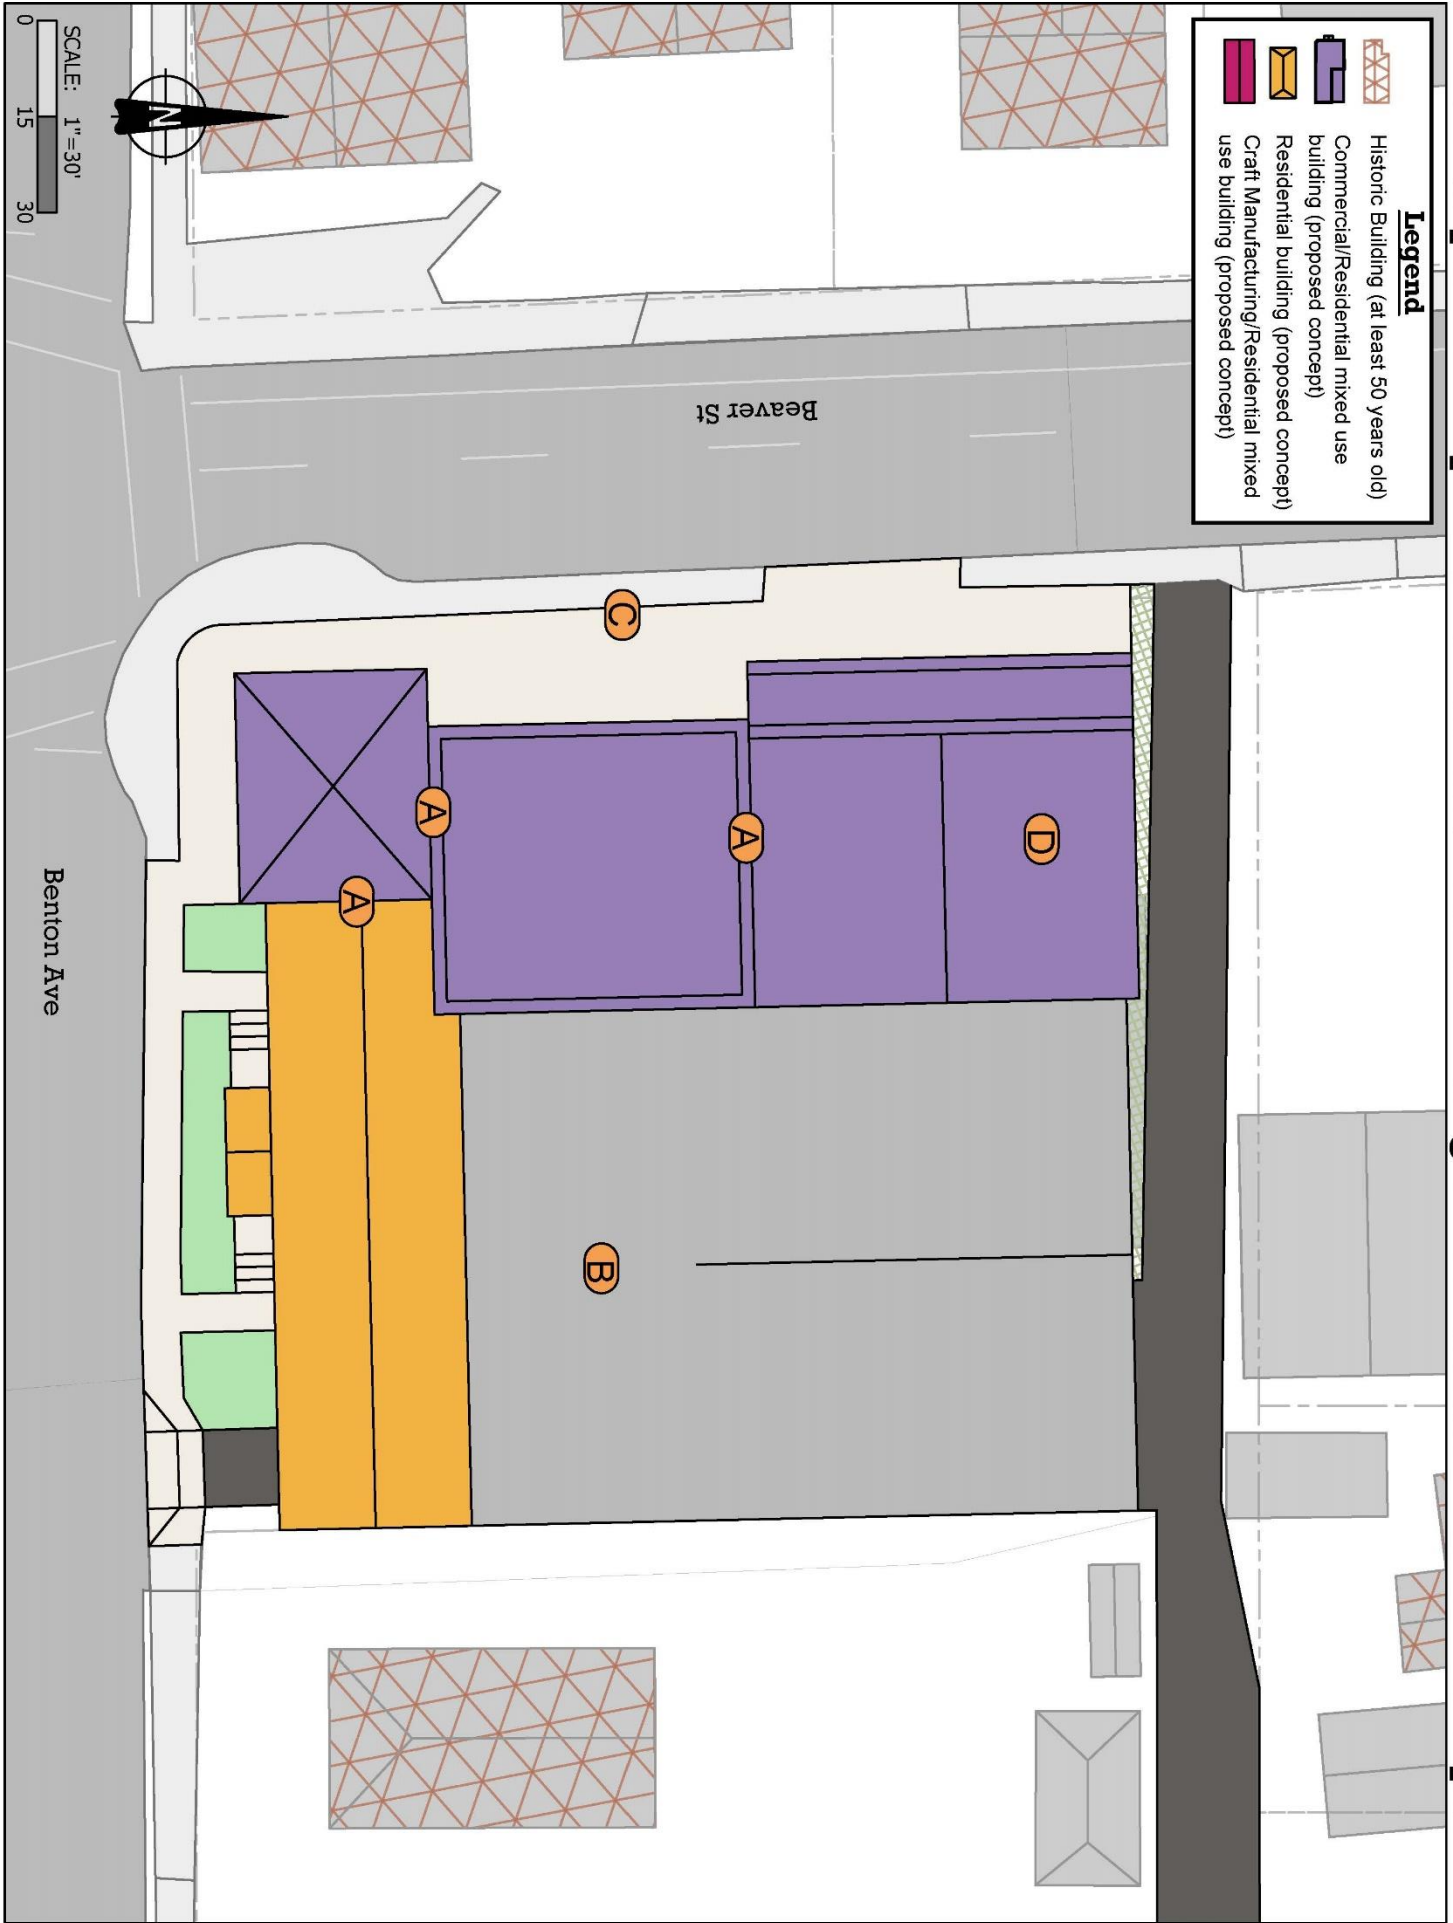 Legend
Historic Building (at least 50 years old)
Commercial/Residential mixed use
building (proposed concept)
Residential building (proposed concept)
Craft Manufacturing/Residential mixed
use building (proposed concept)
Beaver St
C
D
A
A
A
B
Benton Ave
N
SCALE: 1"=30'
0 15 30